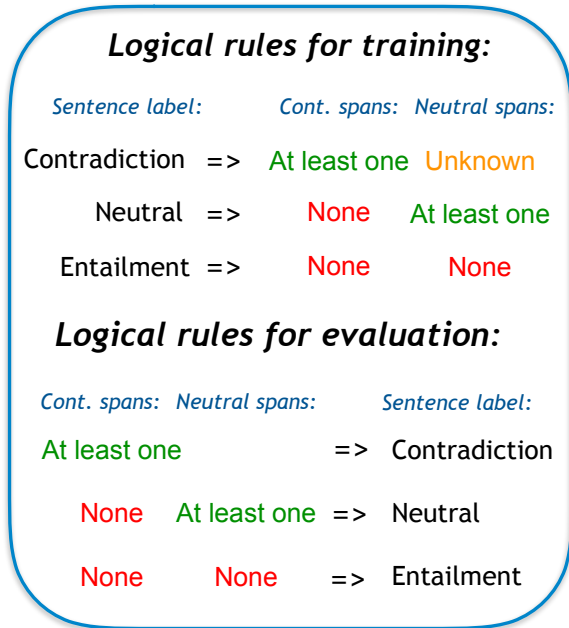 Logical rules for training:
Sentence label: Cont. spans: Neutral spans:
Contradiction => At least one Unknown
Neutral => None At least one
Entailment => None None
Logical rules for evaluation:
Cont. spans: Neutral spans: Sentence label:
At least one => Contradiction
None At least one => Neutral
None None => Entailment